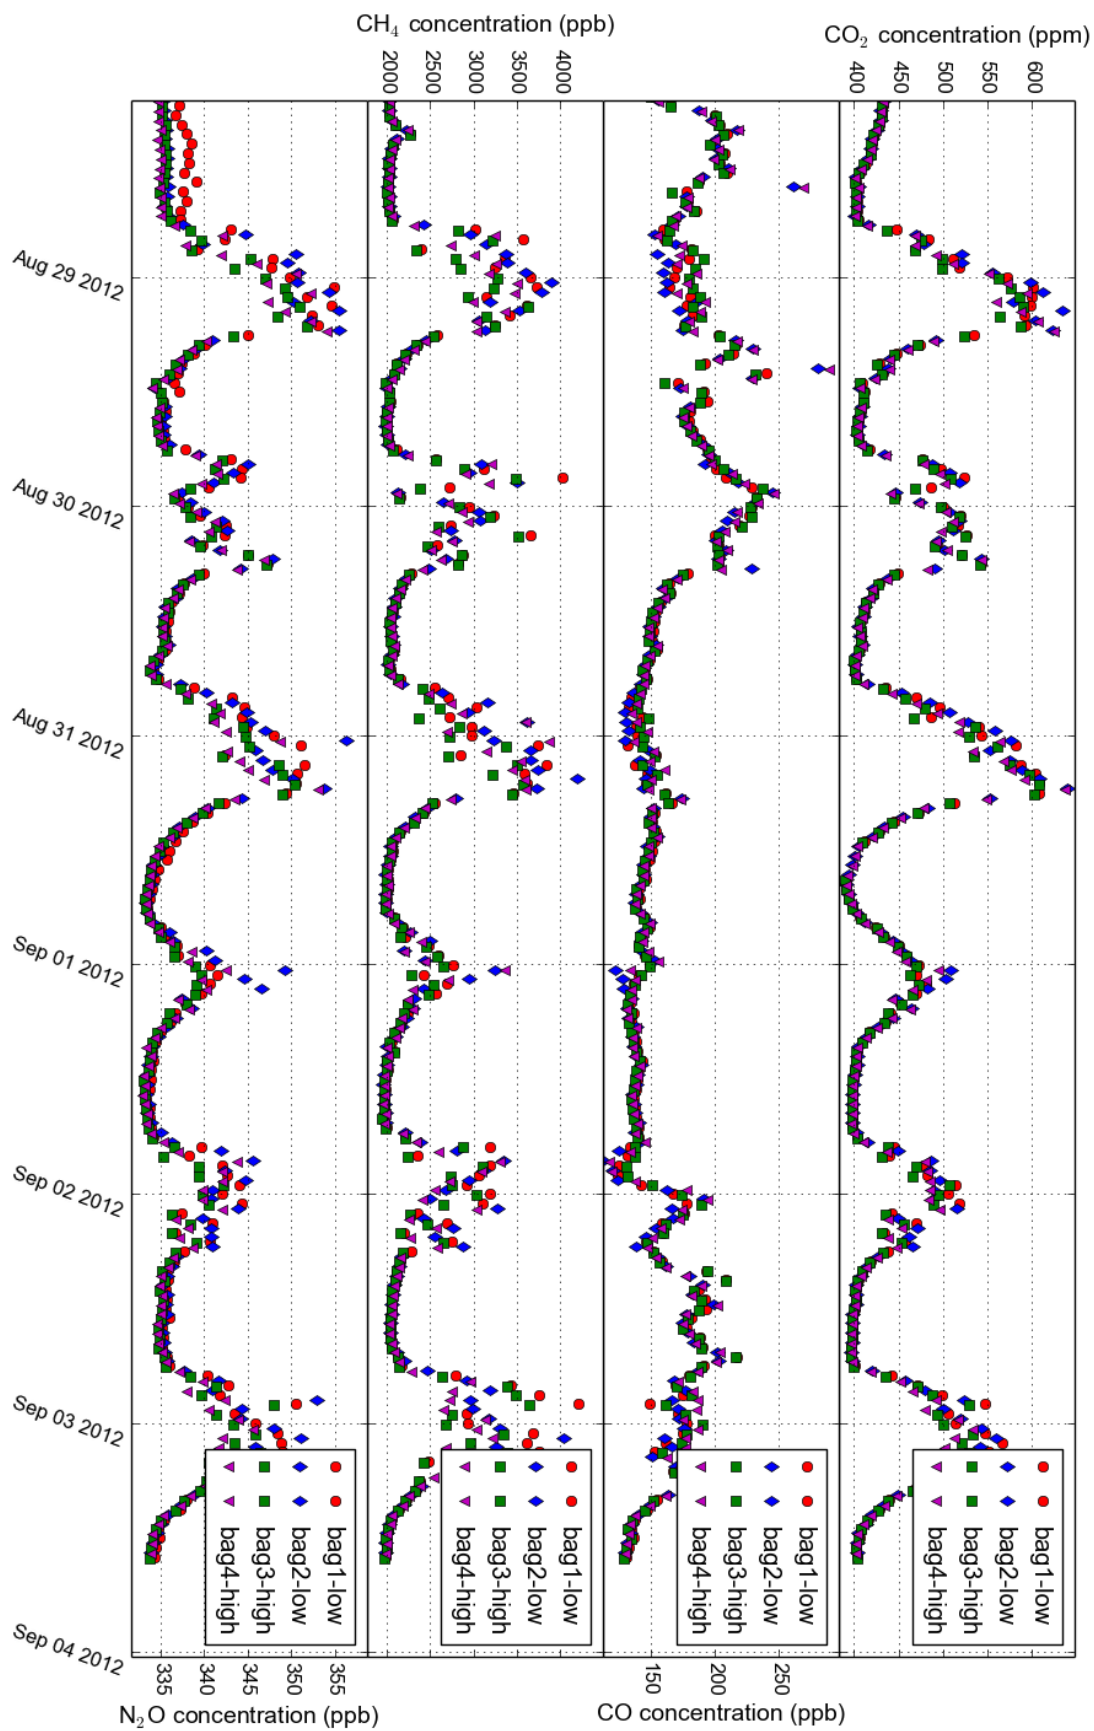 CH₄ concentration (ppb)
CO₂ concentration (ppm)
2000
2500
3000
3500
4000
400
450
500
550
600
Aug 29 2012
Aug 30 2012
Aug 31 2012
Sep 01 2012
Sep 02 2012
Sep 03 2012
Sep 04 2012
bag1-low
bag2-low
bag3-high
bag4-high
bag1-low
bag2-low
bag3-high
bag4-high
bag1-low
bag2-low
bag3-high
bag4-high
bag1-low
bag2-low
bag3-high
bag4-high
335
340
345
350
355
150
200
250
N₂O concentration (ppb)
CO concentration (ppb)